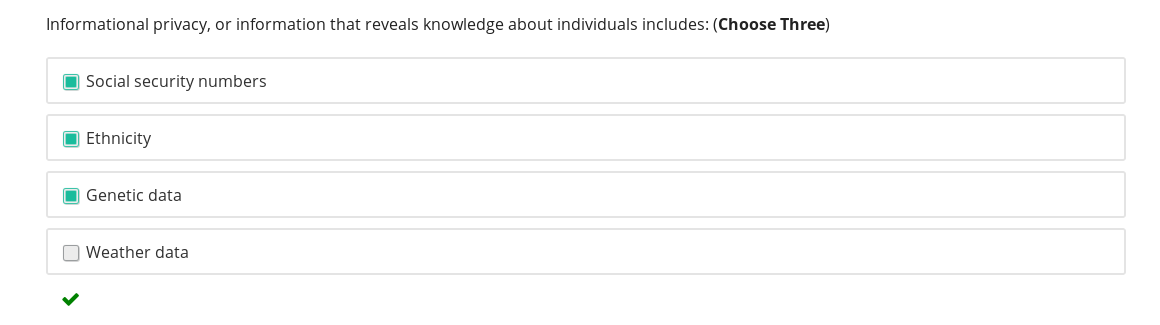 Informational privacy, or information that reveals knowledge about individuals includes: (Choose Three)
Social security numbers
Ethnicity
Genetic data
Weather data